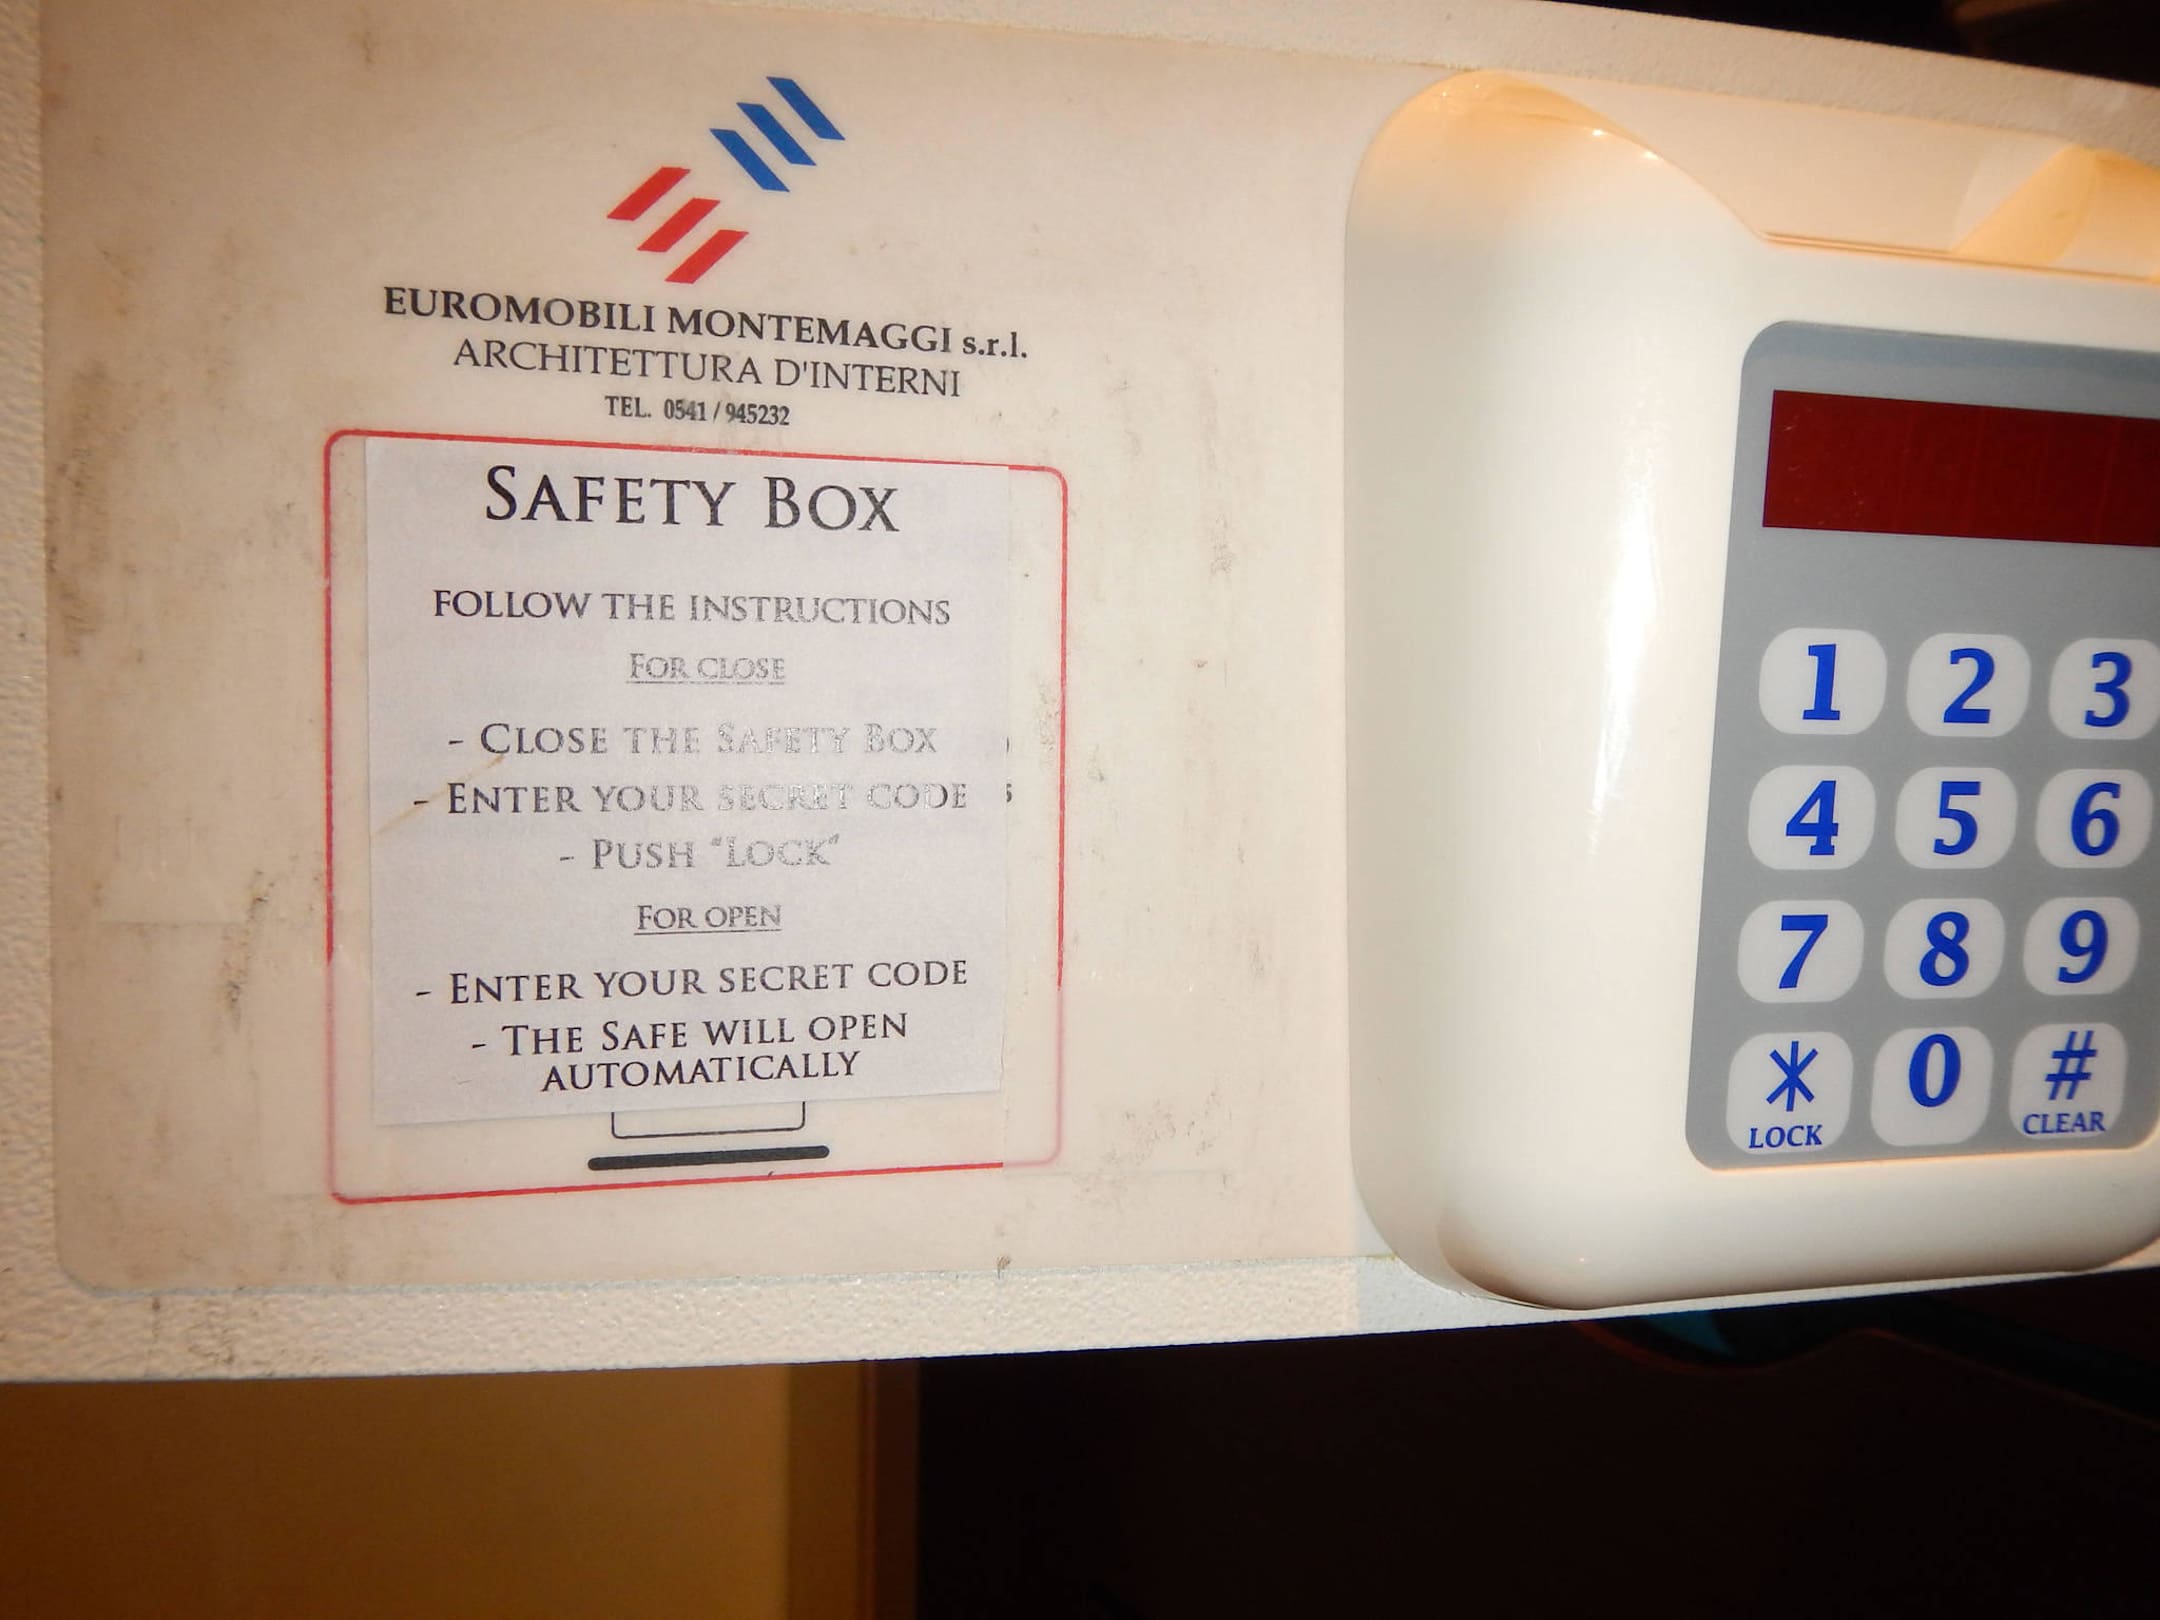 EUROMOBILI MONTEMAGGI s.r.l.
ARCHITETTURA D'INTERNI
TEL. 0541 / 945232
SAFETY BOX
FOLLOW THE INSTRUCTIONS
FOR CLOSE
- CLOSE THE SAFETY BOX
- ENTER YOUR SECRET CODE
- PUSH "LOCK"
FOR OPEN
- ENTER YOUR SECRET CODE
- THE SAFE WILL OPEN
AUTOMATICALLY
1 2 3
4 5 6
7 8 9
* 0 #
LOCK CLEAR